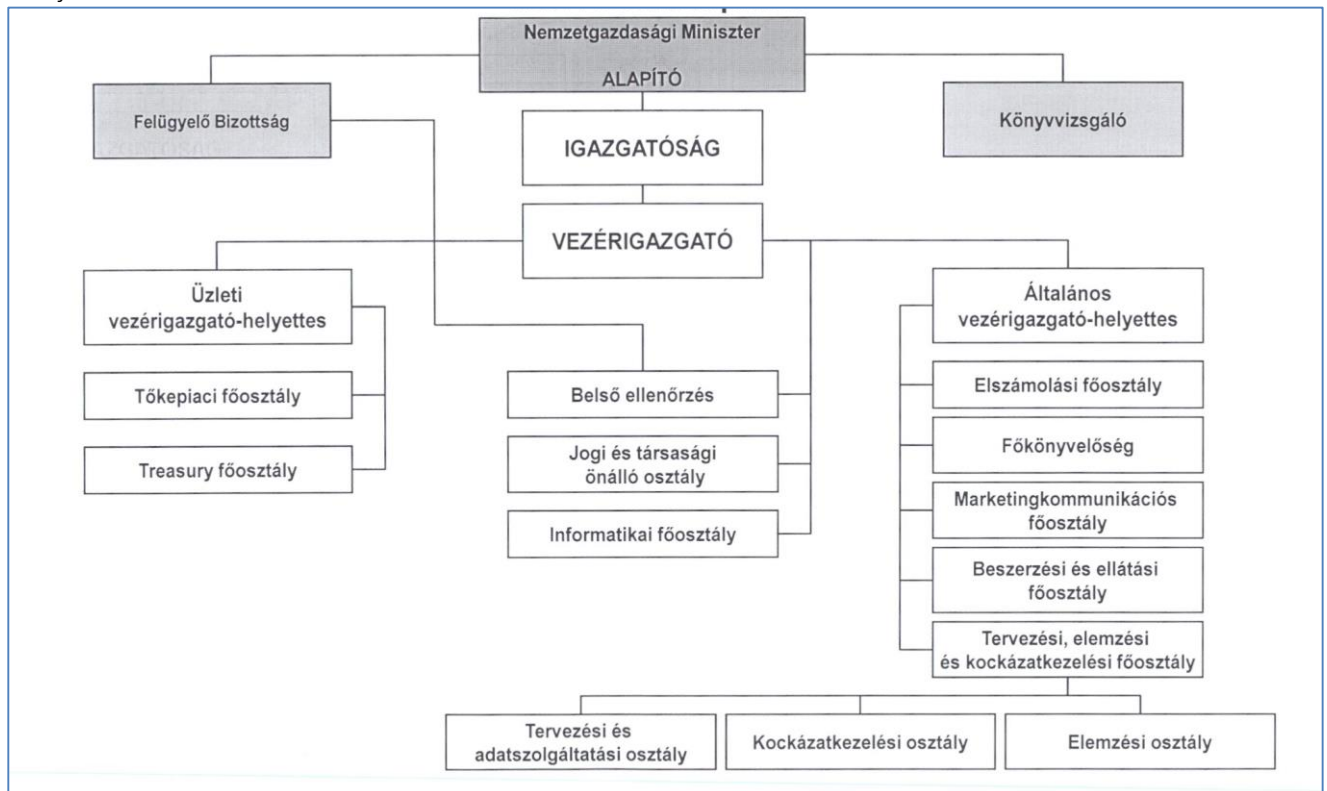 Nemzetgazdasági Miniszter
ALAPÍTÓ
Felügyelő Bizottság
Könyvvizsgáló
IGAZGATÓSÁG
VEZÉRIGAZGATÓ
Üzleti
vezérigazgató-helyettes
Tőkepiaci főosztály
Treasury főosztály
Belső ellenőrzés
Jogi és társasági
önálló osztály
Informatikai főosztály
Általános
vezérigazgató-helyettes
Elszámolási főosztály
Főkönyvelőség
Marketingkommunikációs
főosztály
Beszerzési és ellátási
főosztály
Tervezési, elemzési
és kockázatkezelési főosztály
Tervezési és
adatszolgáltatási osztály
Kockázatkezelési osztály
Elemzési osztály